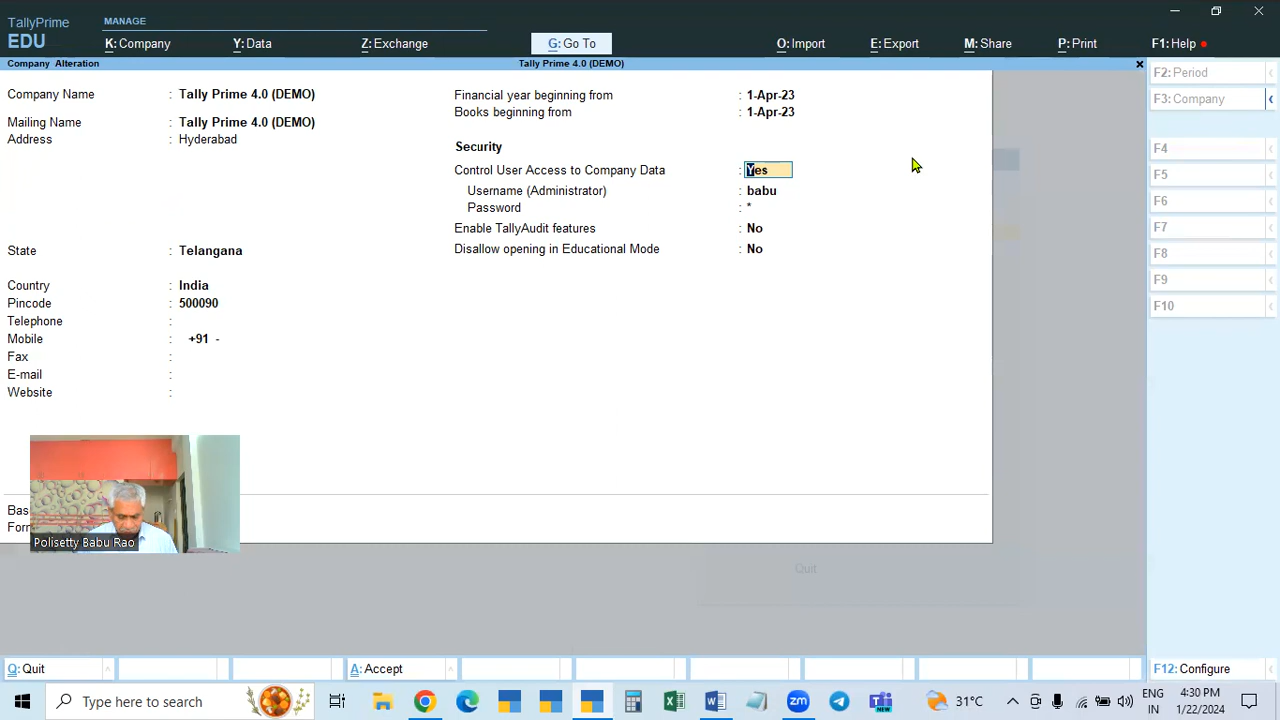 TallyPrime
EDU
MANAGE
K: Company
Y: Data
Z: Exchange
G: Go To
O: Import
E: Export
M: Share
P: Print
F1: Help
Company Alteration
Tally Prime 4.0 (DEMO)
×
Company Name : Tally Prime 4.0 (DEMO)
Mailing Name : Tally Prime 4.0 (DEMO)
Address : Hyderabad
State : Telangana
Country : India
Pincode : 500090
Telephone :
Mobile : +91 -
Fax :
E-mail :
Website :
Financial year beginning from : 1-Apr-23
Books beginning from : 1-Apr-23
Security
Control User Access to Company Data : Yes
Username (Administrator) : babu
Password : *
Enable TallyAudit features : No
Disallow opening in Educational Mode : No
Polisetty Babu Rao
Quit
F2: Period
F3: Company
F4
F5
F6
F7
F8
F9
F10
F12: Configure
Q: Quit
A: Accept
Type here to search
NEW
31°C
ENG
IN
4:30 PM
1/22/2024